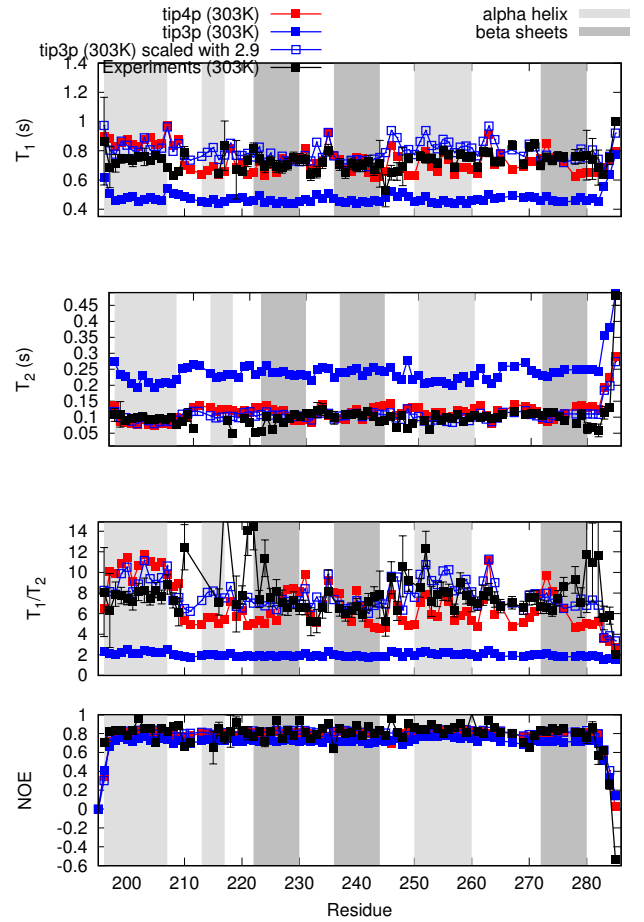 tip4p (303K)
tip3p (303K)
tip3p (303K) scaled with 2.9
Experiments (303K)
alpha helix
beta sheets
1.4
1.2
1
0.8
0.6
0.4
T1 (s)
0.45
0.4
0.35
0.3
0.25
0.2
0.15
0.1
0.05
T2 (s)
14
12
10
8
6
4
2
0
T1/T2
1
0.8
0.6
0.4
0.2
0
-0.2
-0.4
-0.6
NOE
200 210 220 230 240 250 260 270 280
Residue